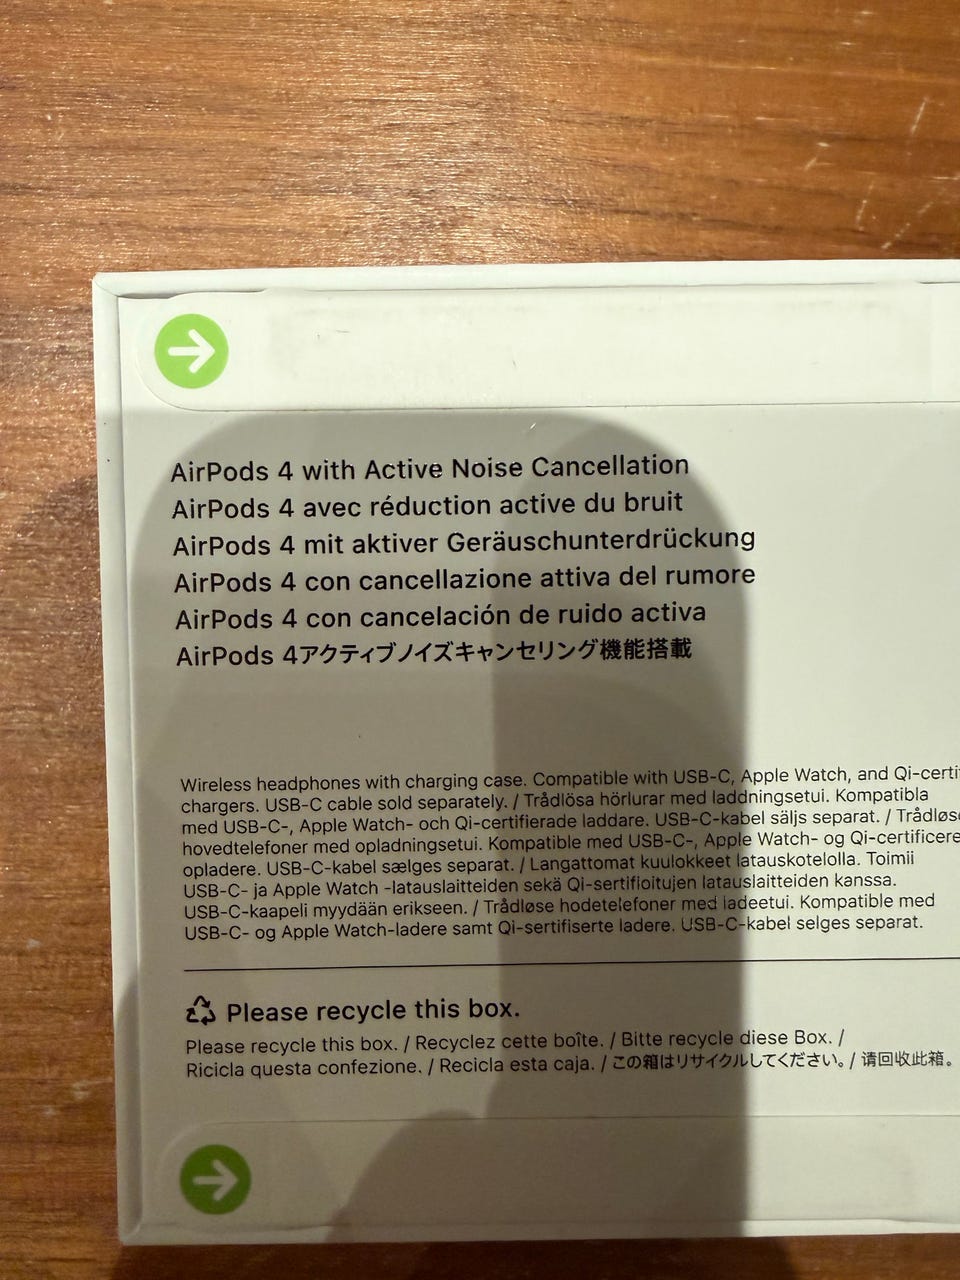 AirPods 4 with Active Noise Cancellation
AirPods 4 avec réduction active du bruit
AirPods 4 mit aktiver Geräuschunterdrückung
AirPods 4 con cancellazione attiva del rumore
AirPods 4 con cancelación de ruido activa
AirPods 4アクティブノイズキャンセリング機能搭載
Wireless headphones with charging case. Compatible with USB-C, Apple Watch, and Qi-certi
chargers. USB-C cable sold separately. / Trådlösa hörlurar med laddningsetui. Kompatibla
med USB-C-, Apple Watch- och Qi-certifierade laddare. USB-C-kabel säljs separat. / Trådløse
hovedtelefoner med opladningsetui. Kompatible med USB-C-, Apple Watch- og Qi-certificere
opladere. USB-C-kabel sælges separat. / Langattomat kuulokkeet latauskotelolla. Toimii
USB-C- ja Apple Watch -latauslaitteiden sekä Qi-sertifioitujen latauslaitteiden kanssa.
USB-C-kaapeli myydään erikseen. / Trådløse hodetelefoner med ladeetui. Kompatible med
USB-C- og Apple Watch-ladere samt Qi-sertifiserte ladere. USB-C-kabel selges separat.
Please recycle this box.
Please recycle this box. / Recyclez cette boîte. / Bitte recycle diese Box. /
Ricicla questa confezione. / Recicla esta caja. / この箱はリサイクルしてください。/ 请回收此箱。